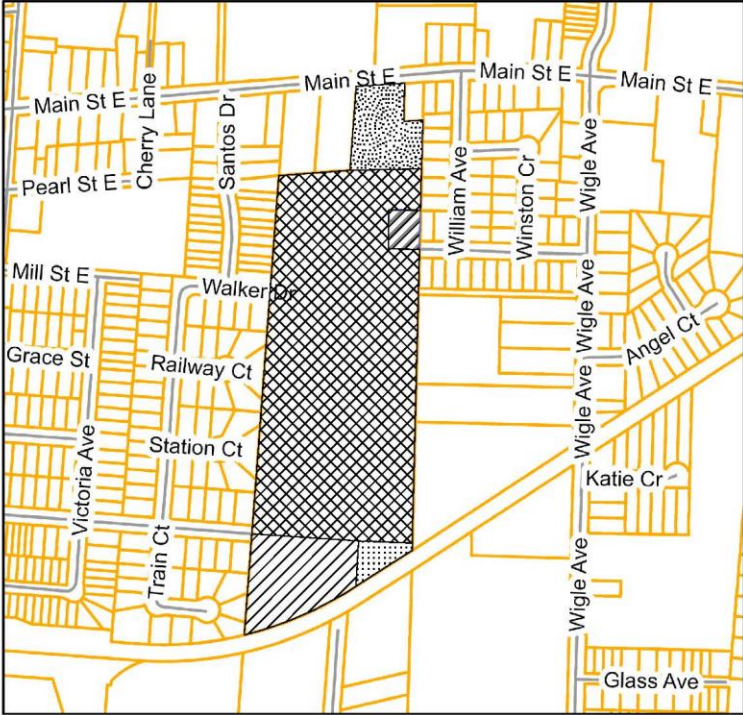 Main St E
Main St E
Main St E
Main St E
Cherry Lane
Santos Dr
Pearl St E
William Ave
Winston Cr
Wigle Ave
Mill St E
Walker Dr
Wigle Ave
Angel Ct
Grace St
Railway Ct
Wigle Ave
Station Ct
Victoria Ave
Katie Cr
Train Ct
Wigle Ave
Glass Ave